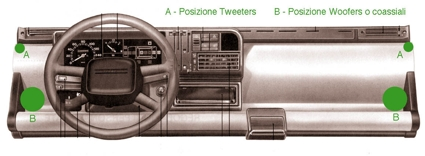 A - Posizione Tweeters B - Posizione Woofers o coassiali
A A
B B